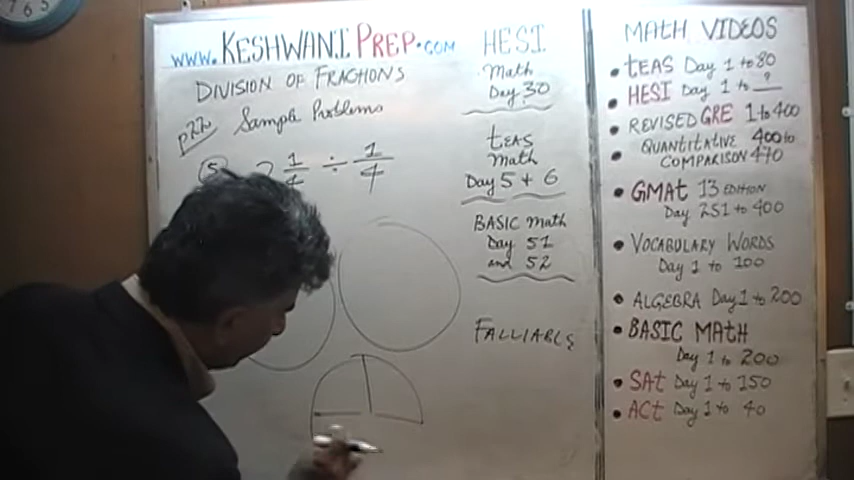 www.KESHWANIPREP.COM
DIVISION OF FRACTIONS
p22 Sample Problems
5 2 1/4 ÷ 1/4
HESI
Math
Day 30
TEAS
Math
Day 5 + 6
BASIC Math
Day 51
and 52
FALLIABLE
MATH VIDEOS
• TEAS Day 1 to 80
• HESI Day 1 to ?
• REVISED GRE 1 to 400
• QUANTITATIVE 400 to
COMPARISON 470
• GMAT 13 EDITION
Day 251 to 400
• VOCABULARY WORDS
Day 1 to 100
• ALGEBRA Day 1 to 200
• BASIC MATH
Day 1 to 200
• SAT Day 1 to 150
• ACT Day 1 to 40
7 6 5